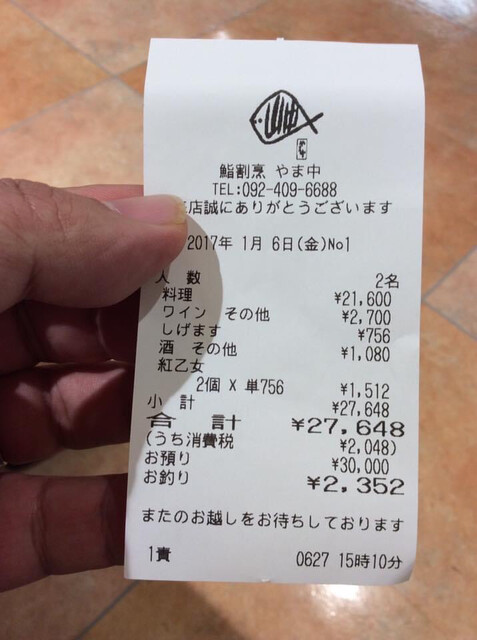 鮨割烹 やま中
TEL:092-409-6688
店誠にありがとうございます
2017年 1月 6日(金)No1
人 数 2名
料理 ¥21,600
ワイン その他 ¥2,700
しげます ¥756
酒 その他 ¥1,080
紅乙女
2個 X 単756 ¥1,512
小 計 ¥27,648
合 計 ¥27,648
(うち消費税 ¥2,048)
お預り ¥30,000
お釣り ¥2,352
またのお越しをお待ちしております
1責 0627 15時10分